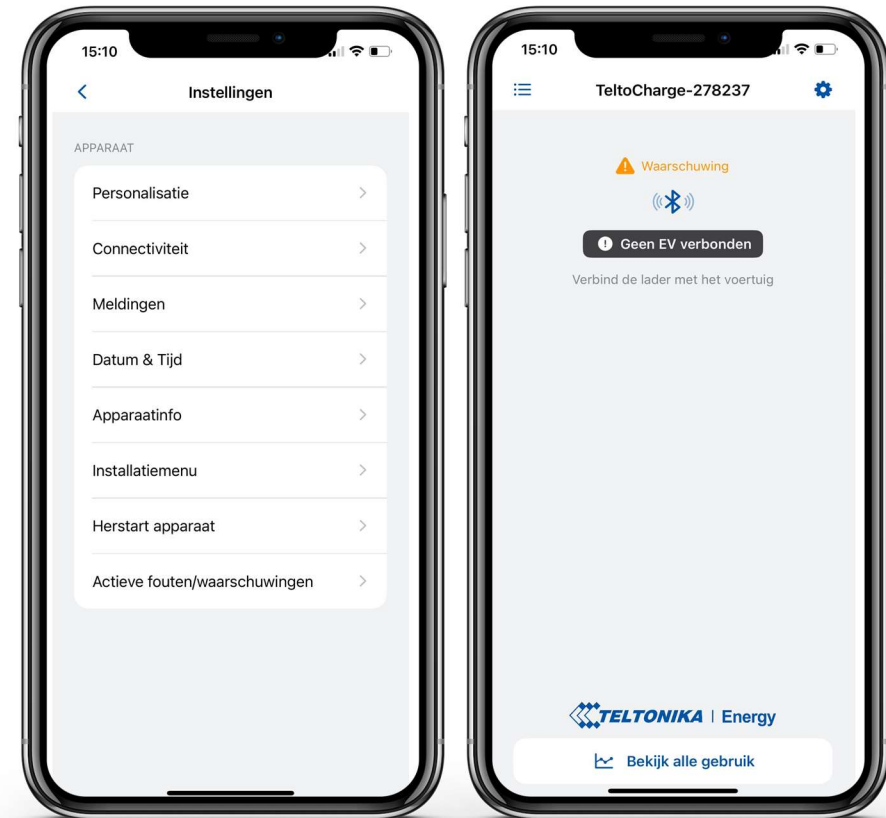 15:10
Instellingen
APPARAAT
Personalisatie
Connectiviteit
Meldingen
Datum & Tijd
Apparaatinfo
Installatiemenu
Herstart apparaat
Actieve fouten/waarschuwingen
15:10
TeltoCharge-278237
Waarschuwing
Geen EV verbonden
Verbind de lader met het voertuig
TELTONIKA | Energy
Bekijk alle gebruik